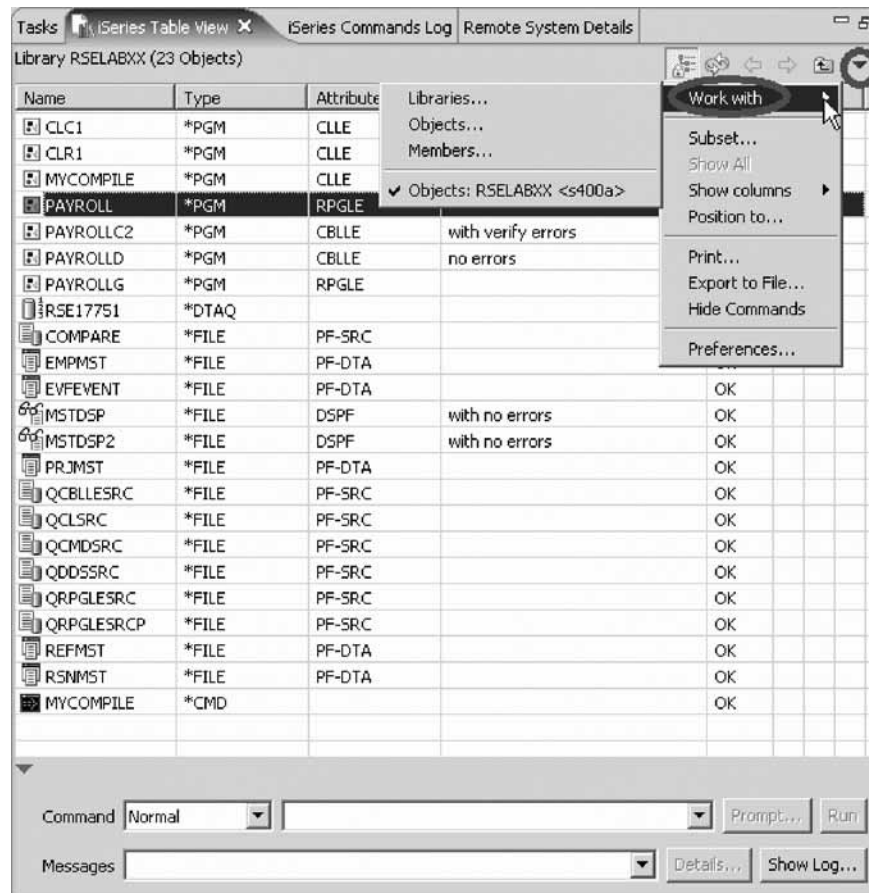 Tasks iSeries Table View X iSeries Commands Log Remote System Details
Library RSELABXX (23 Objects)
Name Type Attribute
CLC1 *PGM CLLE
CLR1 *PGM CLLE
MYCOMPILE *PGM CLLE
PAYROLL *PGM RPGLE
PAYROLLC2 *PGM CBLLE with verify errors
PAYROLLD *PGM CBLLE no errors
PAYROLLG *PGM RPGLE
RSE17751 *DTAQ
COMPARE *FILE PF-SRC
EMPMST *FILE PF-DTA
EVFEVENT *FILE PF-DTA OK
MSTDSP *FILE DSPF with no errors OK
MSTDSP2 *FILE DSPF with no errors OK
PRJMST *FILE PF-DTA OK
QCBLLESRC *FILE PF-SRC OK
QCLSRC *FILE PF-SRC OK
QCMDSRC *FILE PF-SRC OK
QDDSSRC *FILE PF-SRC OK
QRPGLESRC *FILE PF-SRC OK
QRPGLESRCP *FILE PF-SRC OK
REFMST *FILE PF-DTA OK
RSNMST *FILE PF-DTA OK
MYCOMPILE *CMD OK
Libraries...
Objects...
Members...
Objects: RSELABXX <s400a>
Work with
Subset...
Show All
Show columns
Position to...
Print...
Export to File...
Hide Commands
Preferences...
Command Normal Prompt... Run
Messages Details... Show Log...